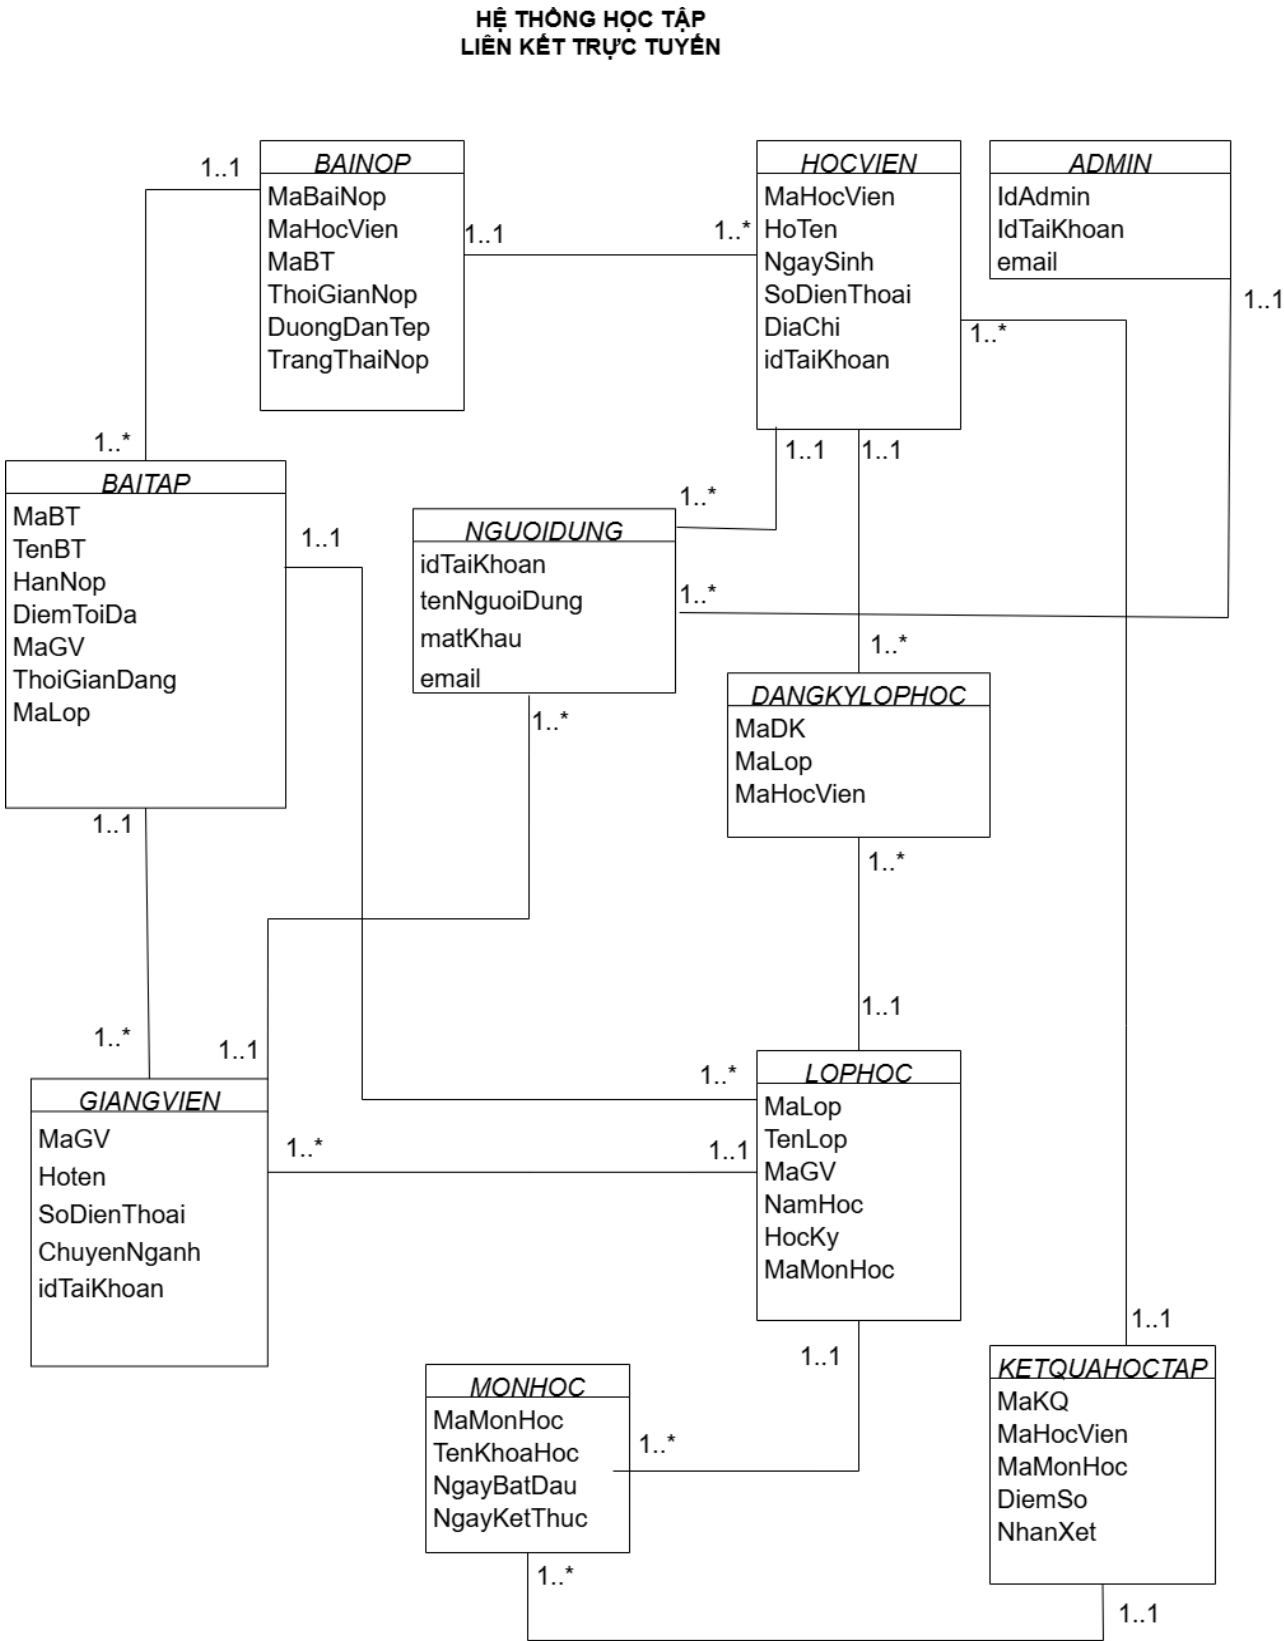 HỆ THỐNG HỌC TẬP
LIÊN KẾT TRỰC TUYẾN
1..1
BAINOP
MaBaiNop
MaHocVien
MaBT
ThoiGianNop
DuongDanTep
TrangThaiNop
1..1
1..*
HOCVIEN
MaHocVien
HoTen
NgaySinh
SoDienThoai
DiaChi
idTaiKhoan
ADMIN
IdAdmin
IdTaiKhoan
email
1..1
1..*
1..*
1..1
1..1
BAITAP
MaBT
TenBT
HanNop
DiemToiDa
MaGV
ThoiGianDang
MaLop
1..1
1..*
NGUOIDUNG
idTaiKhoan
tenNguoiDung
matKhau
email
1..*
1..*
1..*
DANGKYLOPHOC
MaDK
MaLop
MaHocVien
1..1
1..*
1..1
1..*
1..1
1..*
LOPHOC
MaLop
TenLop
MaGV
NamHoc
HocKy
MaMonHoc
GIANGVIEN
MaGV
Hoten
SoDienThoai
ChuyenNganh
idTaiKhoan
1..*
1..1
1..1
1..1
MONHOC
MaMonHoc
TenKhoaHoc
NgayBatDau
NgayKetThuc
1..*
KETQUAHOCTAP
MaKQ
MaHocVien
MaMonHoc
DiemSo
NhanXet
1..*
1..1